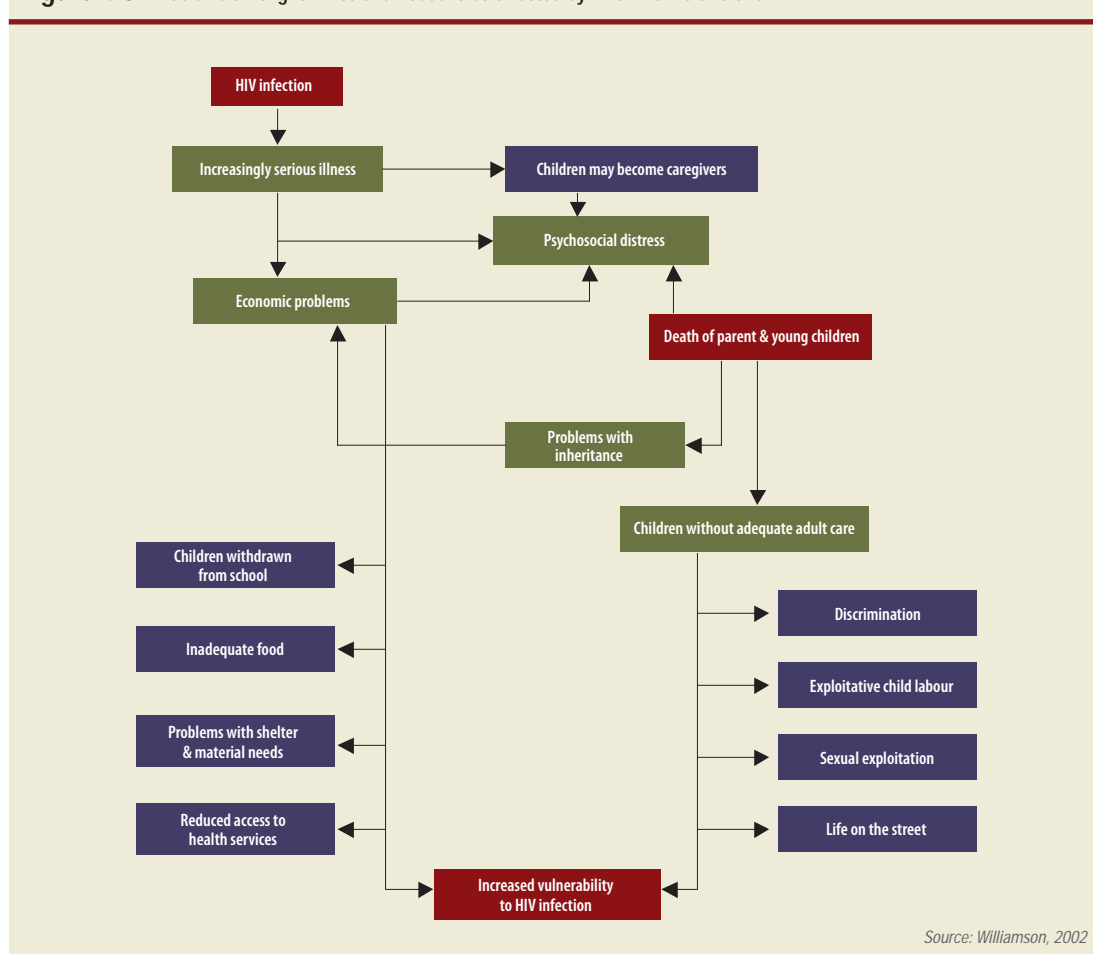 HIV infection
Increasingly serious illness
Children may become caregivers
Psychosocial distress
Economic problems
Death of parent & young children
Problems with
inheritance
Children without adequate adult care
Children withdrawn
from school
Discrimination
Inadequate food
Exploitative child labour
Problems with shelter
& material needs
Sexual exploitation
Reduced access to
health services
Life on the street
Increased vulnerability
to HIV infection
Source: Williamson, 2002